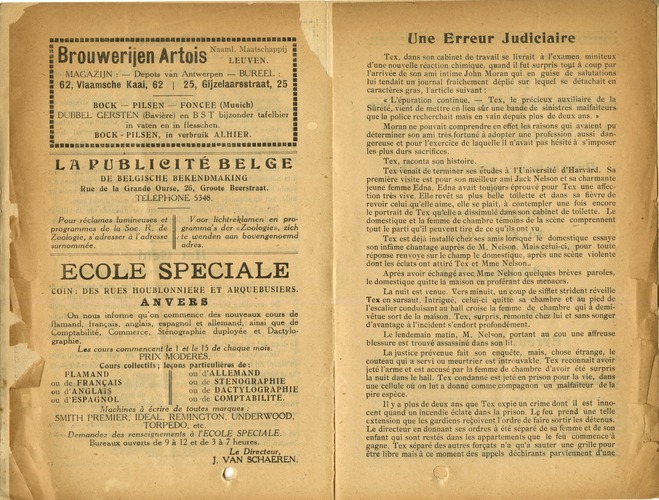 Brouwerijen Artois Naaml. Maatschappij
LEUVEN.
MAGAZIJN : — Depots van Antwerpen — BUREEL :
62, Vlaamsche Kaai, 62 | 25, Gijzelaarsstraat, 25
BOCK — PILSEN — FONCEE (Munich)
DUBBEL GERSTEN (Bavière) en B S T bijzonder tafelbier
in vaten en in flesschen.
BOCK - PILSEN, in verbruik ALHIER.
LA PUBLICITÉ BELGE
DE BELGISCHE BEKENDMAKING
Rue de la Grande Ourse, 26, Groote Beerstraat.
TELEPHONE 5348.
Pour réclames lumineuses et
programmes de la Soc. R. de
Zoologie, s'adresser à l'adresse
surnommée.
Voor lichtreklamen en pro-
gramma's der «Zoologie», zich
te wenden aan bovengenoemd
adres.
ECOLE SPECIALE
COIN: DES RUES HOUBLONNIERE ET ARQUEBUSIERS.
ANVERS
On nous informe qu'on commence des nouveaux cours de
flamand, français, anglais, espagnol et allemand, ainsi que de
Comptabilité, Commerce, Sténographie duployée et Dactylo-
graphie.
Les cours commencent le 1 et le 15 de chaque mois.
PRIX MODERÉS.
Cours collectifs ; leçons particulières de :
FLAMAND
ou de FRANÇAIS
ou d'ANGLAIS
ou d'ESPAGNOL
ou d'ALLEMAND
ou de STENOGRAPHIE
ou de DACTYLOGRAPHIE
ou de COMPTABILITE.
Machines à écrire de toutes marques :
SMITH PREMIER, IDEAL, REMINGTON, UNDERWOOD,
TORPEDO, etc.
Demandes des renseignements à l'ECOLE SPECIALE.
Bureaux ouverts de 9 à 12 et de 3 à 7 heures.
Le Directeur,
J. VAN SCHAEREN.
Une Erreur Judiciaire
Tex, dans son cabinet de travail se livrait à l'examen minitieux
d'une nouvelle réaction chimique, quand il fut surpris tout à coup par
l'arrivée de son ami intime John Moran qui en guise de salutations
lui tendait un journal fraîchement déplié sur lequel se détachait en
caractères gras, l'article suivant :
« L'épuration continue. — Tex, le précieux auxiliaire de la
Sûreté, vient de mettre en lieu sûr une bande de sinistres malfaiteurs
que la police recherchait mais en vain depuis plus de deux ans. »
Moran ne pouvait comprendre en effet les raisons qui avaient pu
déterminer son ami très fortuné à adopter une profession aussi dan-
gereuse et pour l'exercice de laquelle il n'avait pas hésité à s'imposer
les plus durs sacrifices.
Tex, raconta son histoire.
Tex venait de terminer ses études à l'Université d'Harvard. Sa
première visite est pour son meilleur ami Jack Nelson et sa charmante
jeune femme Edna. Edna avait toujours éprouvé pour Tex une affec-
tion très vive. Elle revêt sa plus belle toilette et dans sa fièvre de
revoir celui qu'elle aime, elle se plaît, à contempler une fois encore
le portrait de Tex qu'elle a dissimulé dans son cabinet de toilette. Le
domestique et la femme de chambre témoins de la scène comprennent
tout le parti qu'il peuvent tire de ce qu'ils ont vu.
Tex est déjà installé chez ses amis lorsque le domestique essaye
son infâme chantage auprès de M. Nelson. Mais celui-ci, pour toute
réponse renvoye sur le champ le domestique, après une scène violente
dont les éclats ont attiré Tex et Mme Nelson.
Après avoir échangé avec Mme Nelson quelques brèves paroles,
le domestique quitte la maison en proférant des menaces.
La nuit est venue. Vers minuit, un coup de sifflet strident réveille
Tex en sursaut. Intrigué, celui-ci quitte sa chambre et au pied de
l'escalier conduisant au hall croise la femme de chambre qui à demi-
vêtue sort de la maison. Tex, surpris, remonte chez lui et sans songer
d'avantage à l'incident s'endort profondément.
Le lendemain matin, M. Nelson, portant au cou une affreuse
blessure est trouvé assassiné dans son lit.
La justice prévenue fait son enquête, mais, chose étrange, le
couteau qui a servi au meurtrier est introuvable. Tex reconnait avoir
jeté l'arme et est accusé par la femme de chambre d'avoir été surpris
la nuit dans le hall. Tex condamné est jeté en prison pour la vie, dans
une cellule où on lui a donné comme compagnon un malfaiteur de la
pire espèce.
Il y a plus de deux ans que Tex expie un crime dont il est inno-
cent quand un incendie éclate dans la prison. Le feu prend une telle
extension que les gardiens reçoivent l'ordre de faire sortir les détenus.
Le directeur en donnant ses ordres a été séparé de sa femme et de son
enfant qui sont restés dans les appartements que le feu commence à
gagner. Tex séparé des autres forçats n'a qu'a sauter une grille pour
être libre mais à ce moment des appels déchirants parviennent d'une